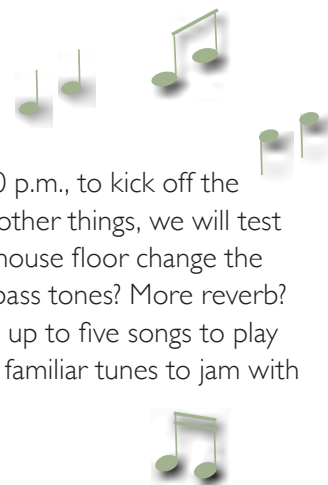 0 p.m., to kick off the
other things, we will test
house floor change the
bass tones? More reverb?
up to five songs to play
familiar tunes to jam with